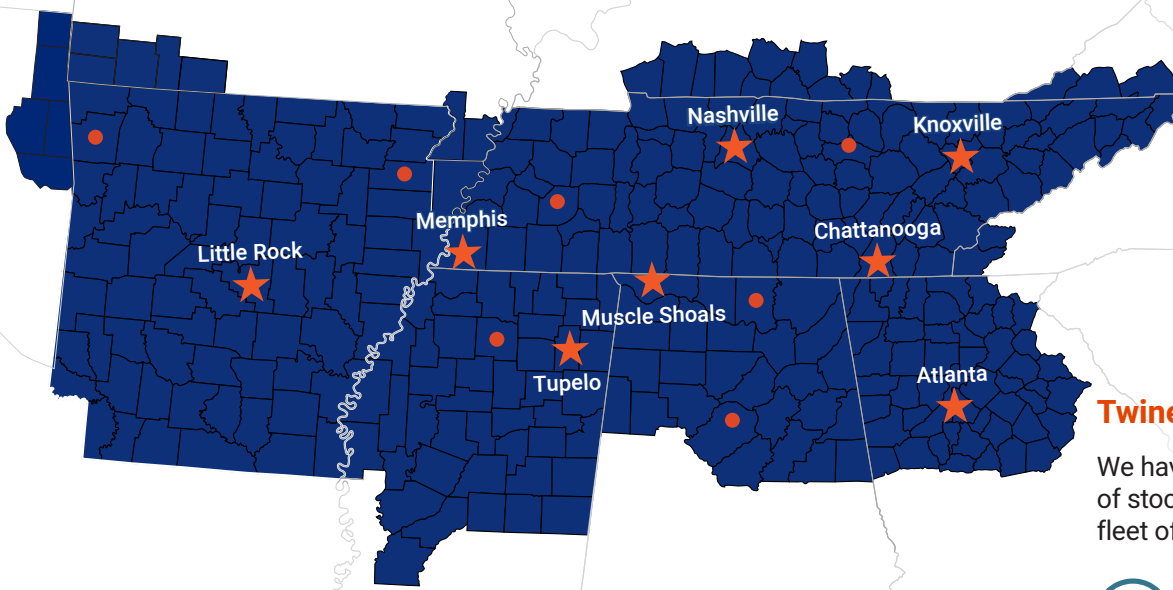 Nashville
Knoxville
Memphis
Chattanooga
Little Rock
Muscle Shoals
Tupelo
Atlanta
Twine
We hav
of stoc
fleet of